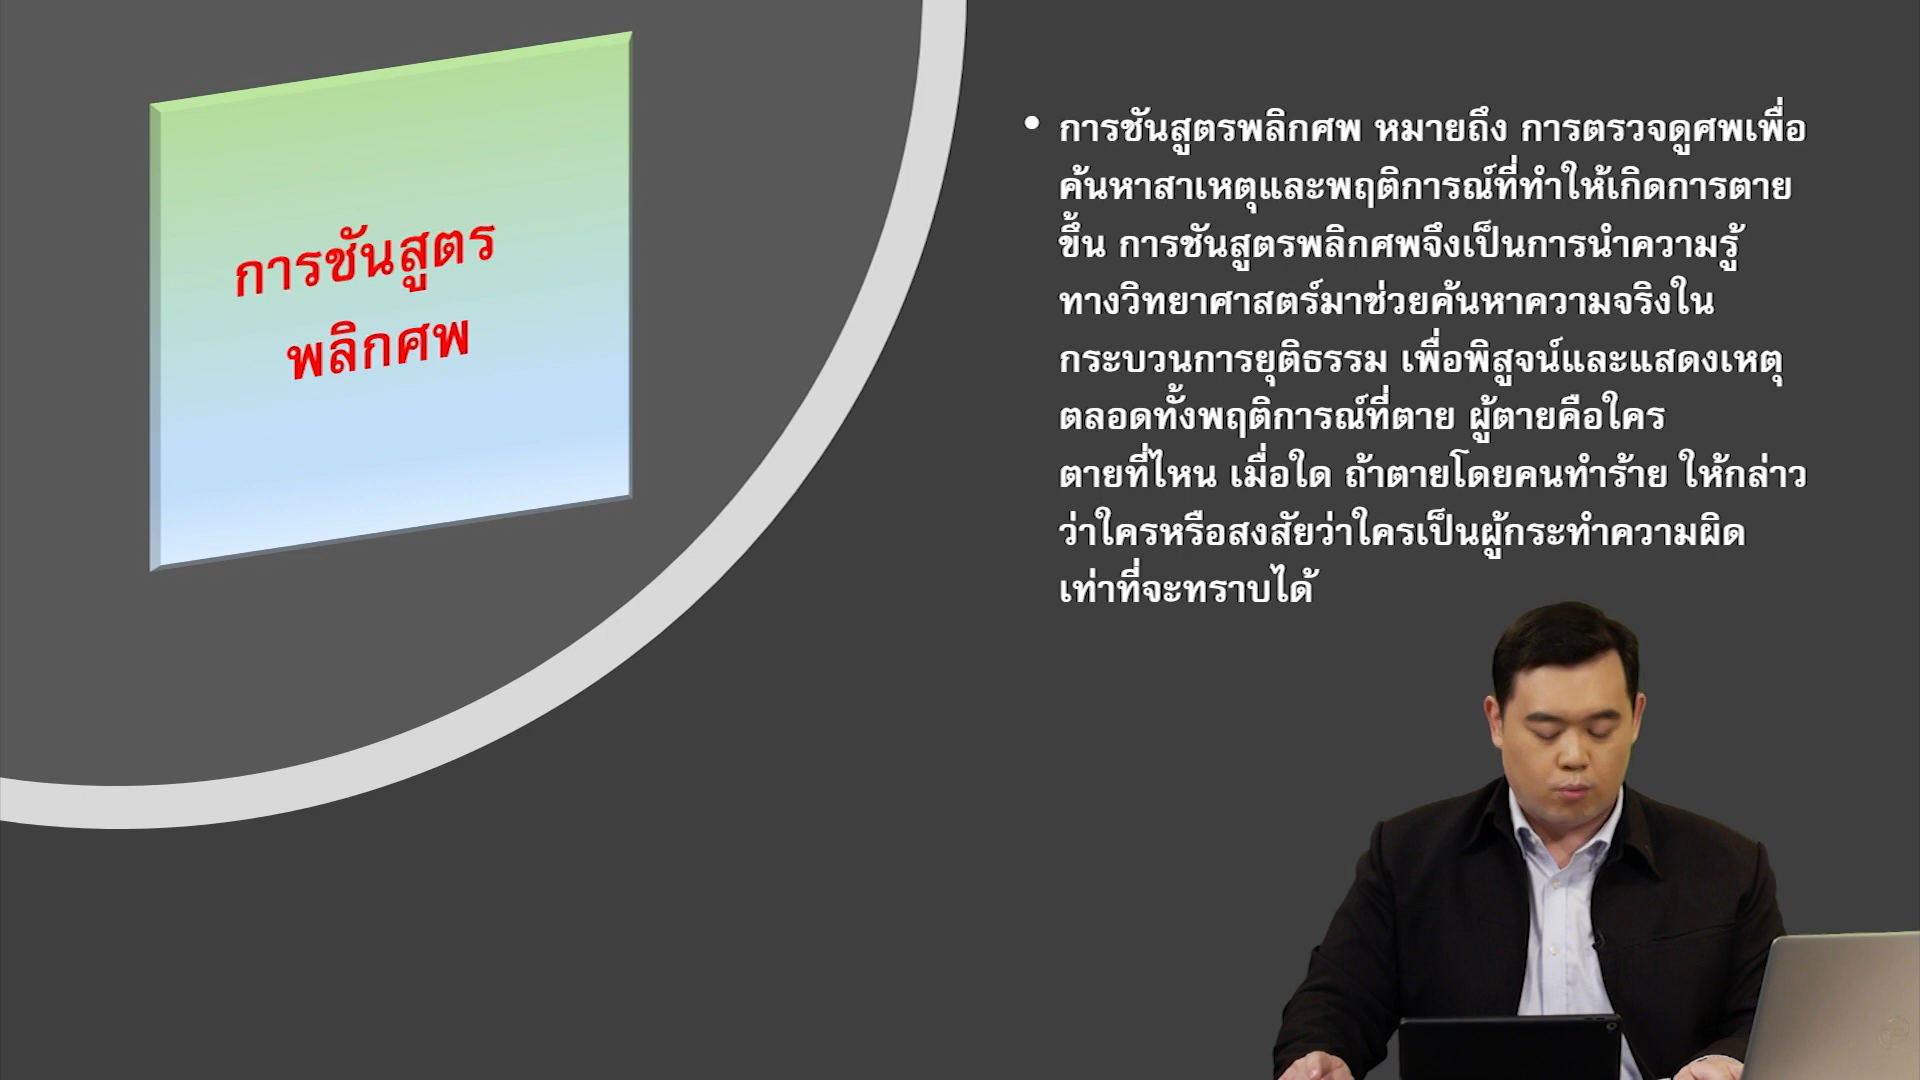 การชันสูตร
พลิกศพ
• การชันสูตรพลิกศพ หมายถึง การตรวจดูศพเพื่อ
ค้นหาสาเหตุและพฤติการณ์ที่ทำให้เกิดการตาย
ขึ้น การชันสูตรพลิกศพจึงเป็นการนำความรู้
ทางวิทยาศาสตร์มาช่วยค้นหาความจริงใน
กระบวนการยุติธรรม เพื่อพิสูจน์และแสดงเหตุ
ตลอดทั้งพฤติการณ์ที่ตาย ผู้ตายคือใคร
ตายที่ไหน เมื่อใด ถ้าตายโดยคนทำร้าย ให้กล่าว
ว่าใครหรือสงสัยว่าใครเป็นผู้กระทำความผิด
เท่าที่จะทราบได้